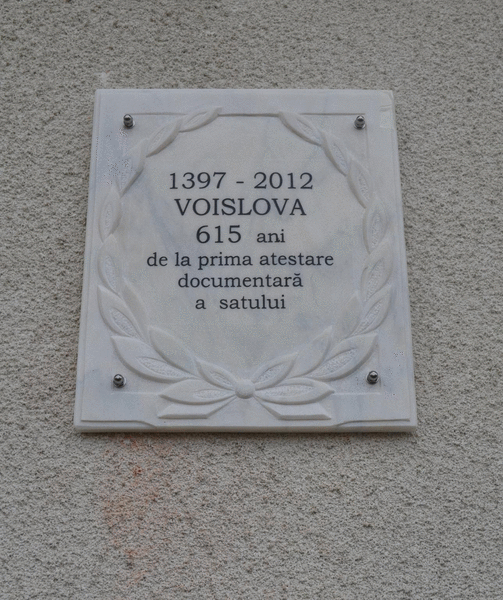 1397 - 2012
VOISLOVA
615 ani
de la prima atestare
documentară
a satului